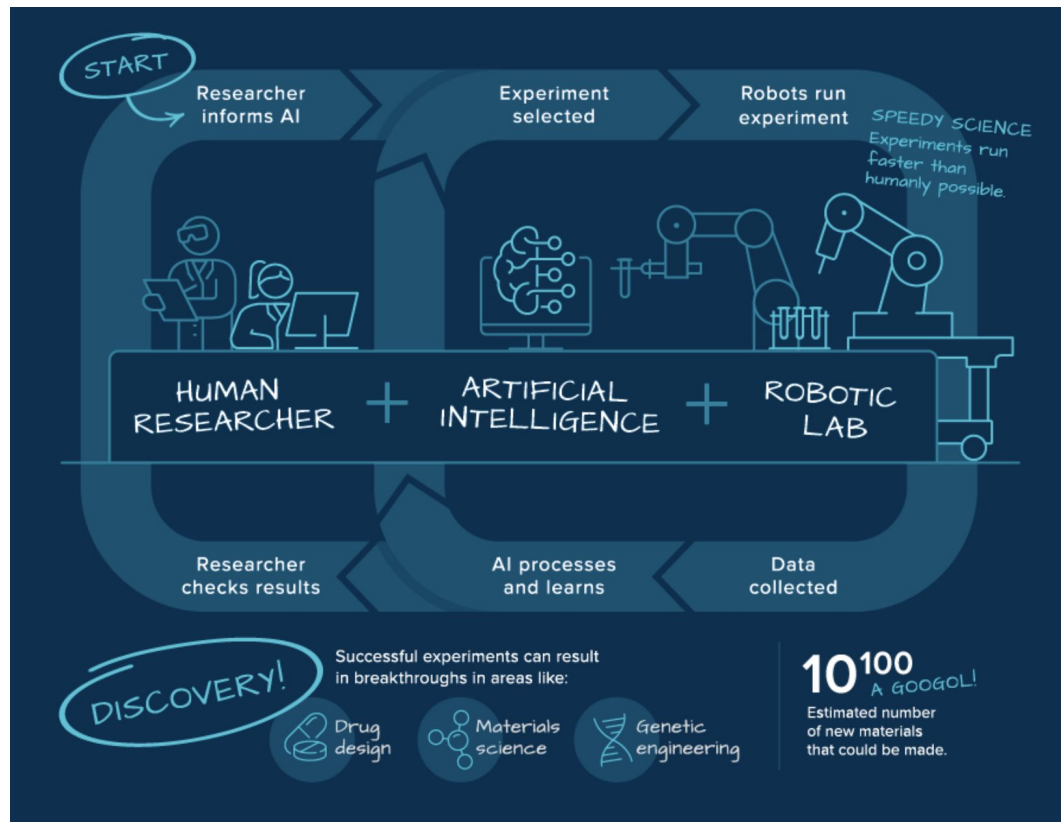 START
Researcher
informs AI
Experiment
selected
Robots run
experiment
SPEEDY SCIENCE
Experiments run
faster than
humanly possible.
HUMAN
RESEARCHER
+
ARTIFICIAL
INTELLIGENCE
+
ROBOTIC
LAB
Researcher
checks results
AI processes
and learns
Data
collected
DISCOVERY!
Successful experiments can result
in breakthroughs in areas like:
Drug
design
Materials
science
Genetic
engineering
10¹⁰⁰
A GOOGOL!
Estimated number
of new materials
that could be made.